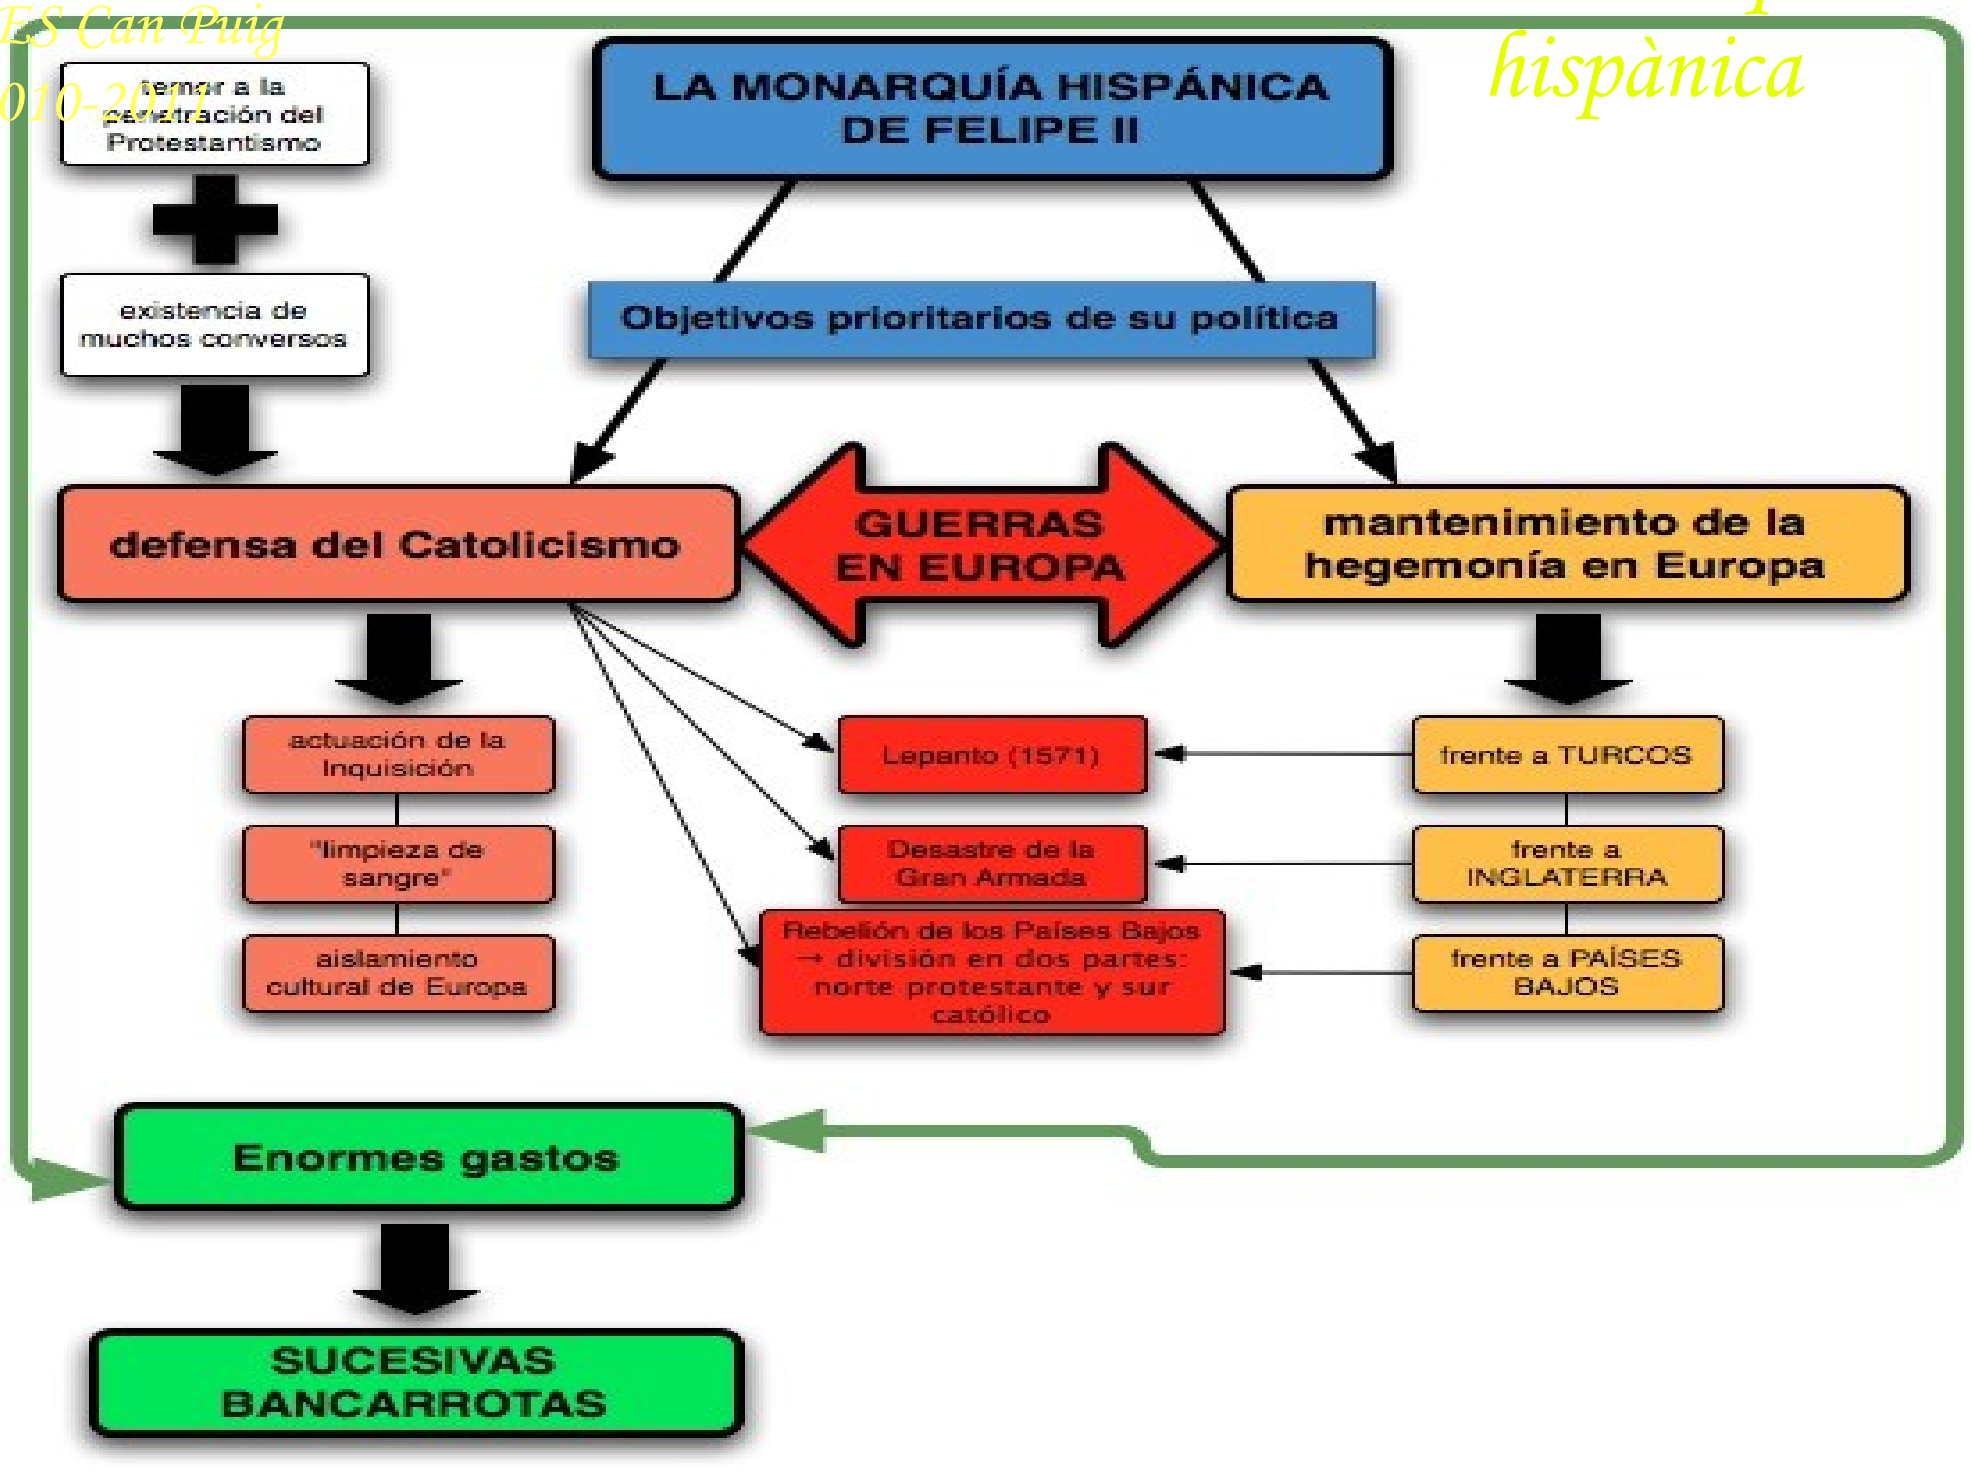 ES Can Puig
010-2011
hispànica
temor a la
penetración del
Protestantismo
existencia de
muchos conversos
LA MONARQUÍA HISPÁNICA
DE FELIPE II
Objetivos prioritarios de su política
defensa del Catolicismo
GUERRAS
EN EUROPA
mantenimiento de la
hegemonía en Europa
actuación de la
Inquisición
"limpieza de
sangre"
aislamiento
cultural de Europa
Lepanto (1571)
Desastre de la
Gran Armada
Rebelión de los Países Bajos
→ división en dos partes:
norte protestante y sur
católico
frente a TURCOS
frente a
INGLATERRA
frente a PAÍSES
BAJOS
Enormes gastos
SUCESIVAS
BANCARROTAS